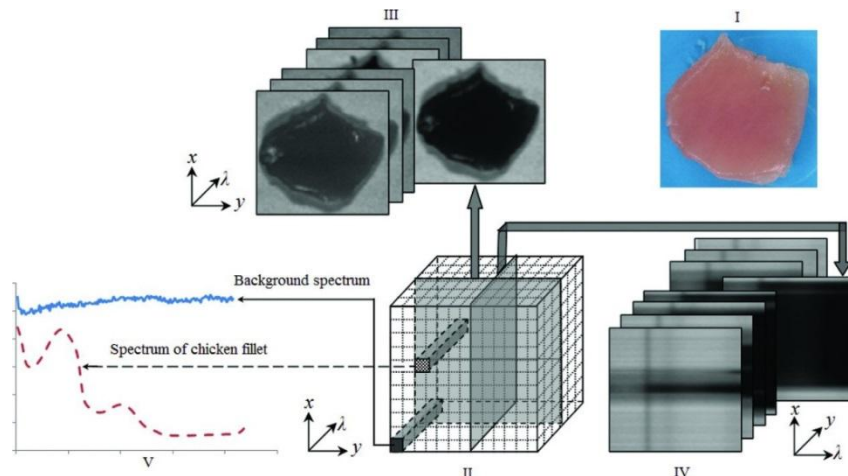 III
I
x
λ
y
x
λ
y
Background spectrum
Spectrum of chicken fillet
x
λ
y
x
y
λ
V
II
IV